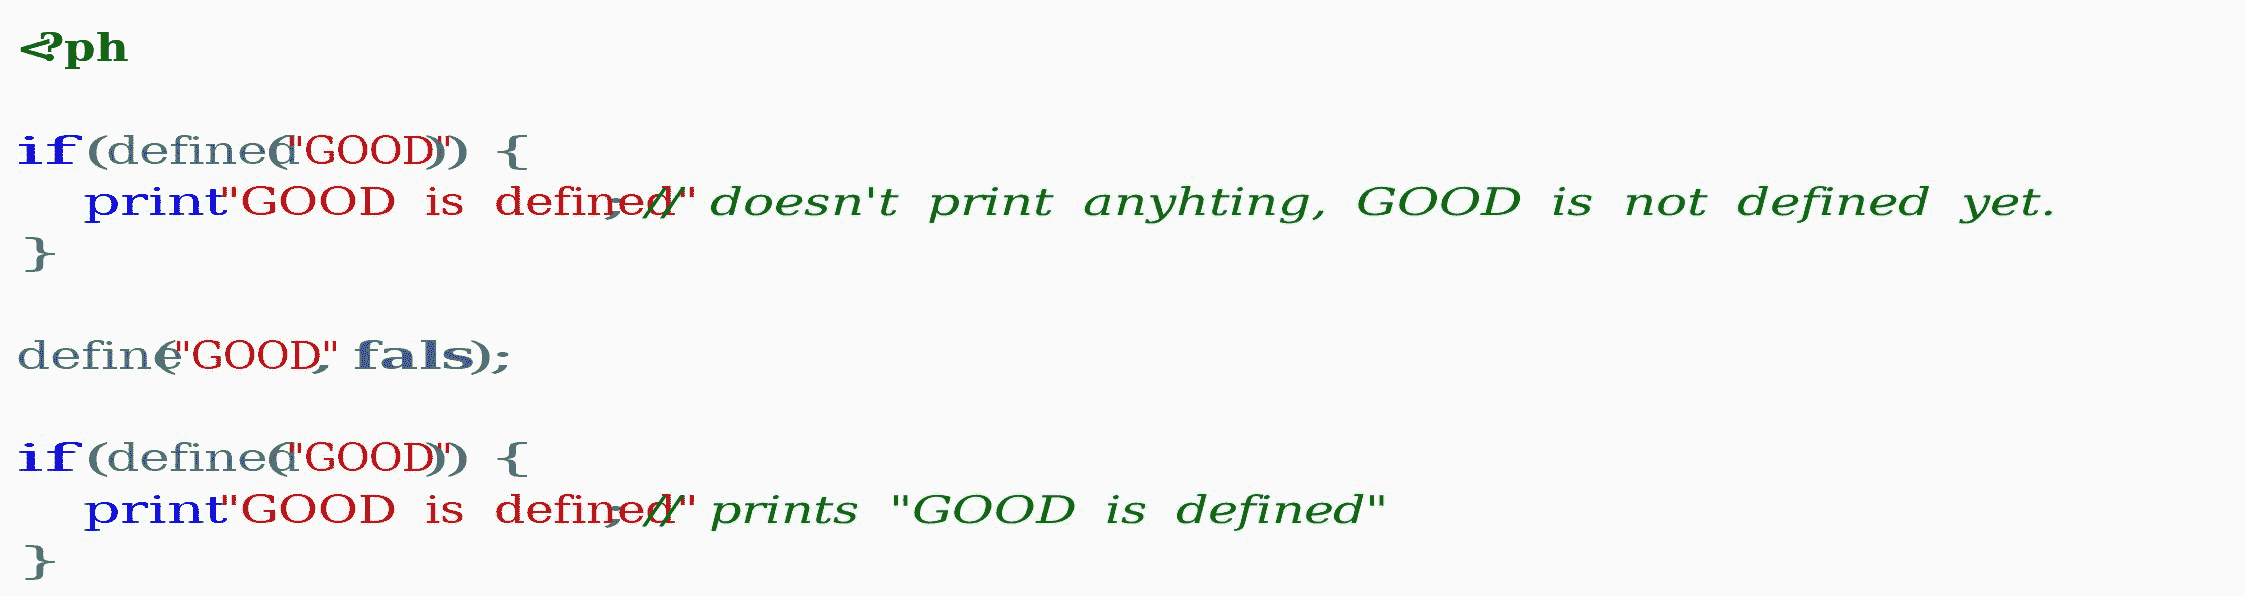 <?ph
if (defined("GOOD")) {
print "GOOD is defined"; // doesn't print anyhting, GOOD is not defined yet.
}
define("GOOD", fals);
if (defined("GOOD")) {
print "GOOD is defined"; // prints "GOOD is defined"
}